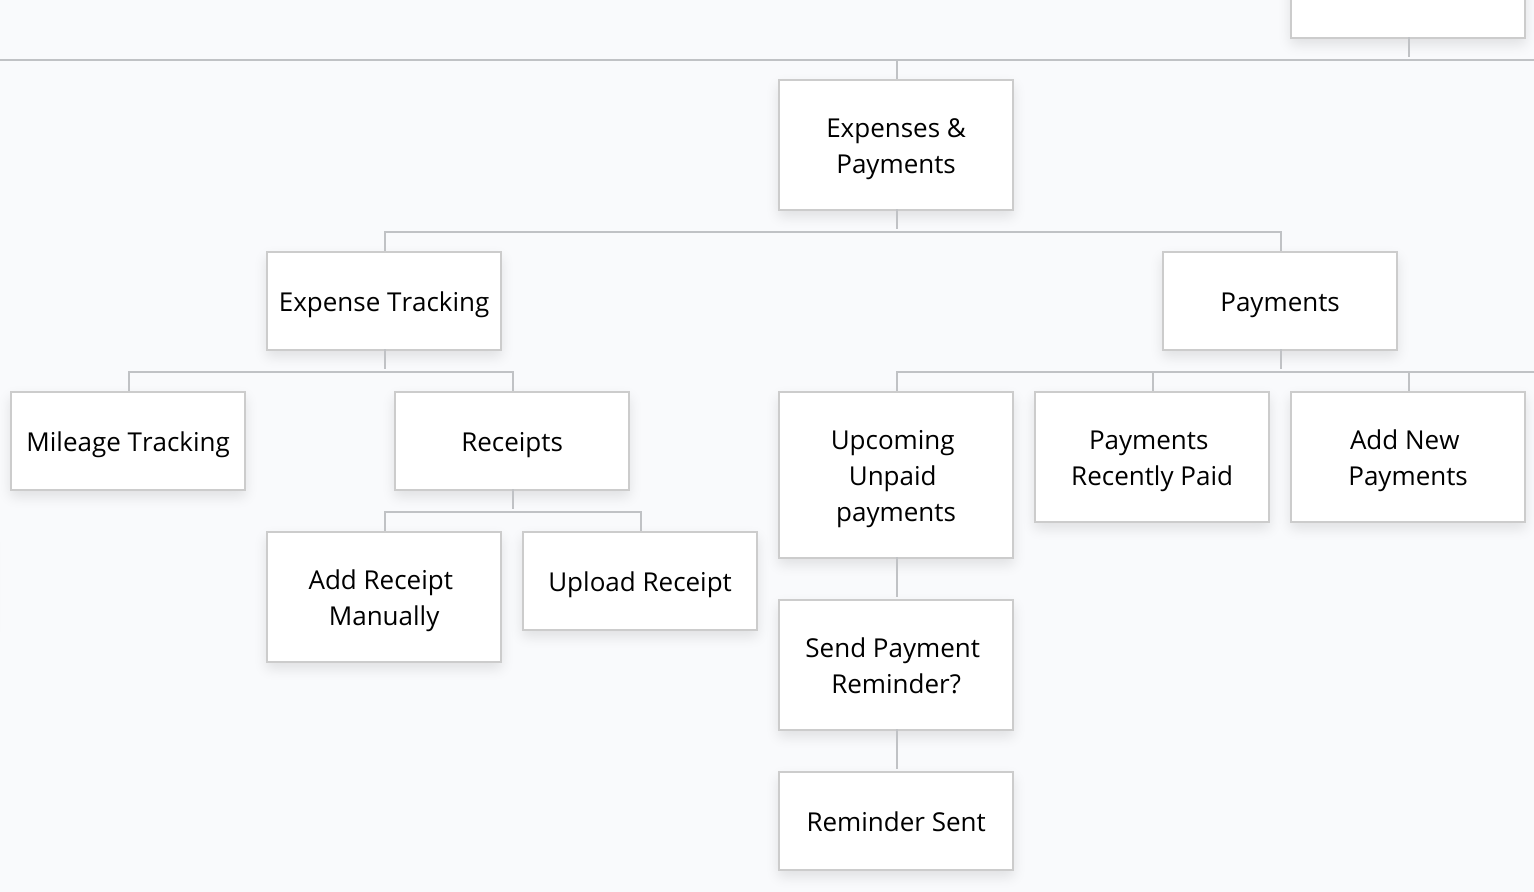 Expenses &
Payments
Expense Tracking
Payments
Mileage Tracking
Receipts
Upcoming
Unpaid
payments
Payments
Recently Paid
Add New
Payments
Add Receipt
Manually
Upload Receipt
Send Payment
Reminder?
Reminder Sent